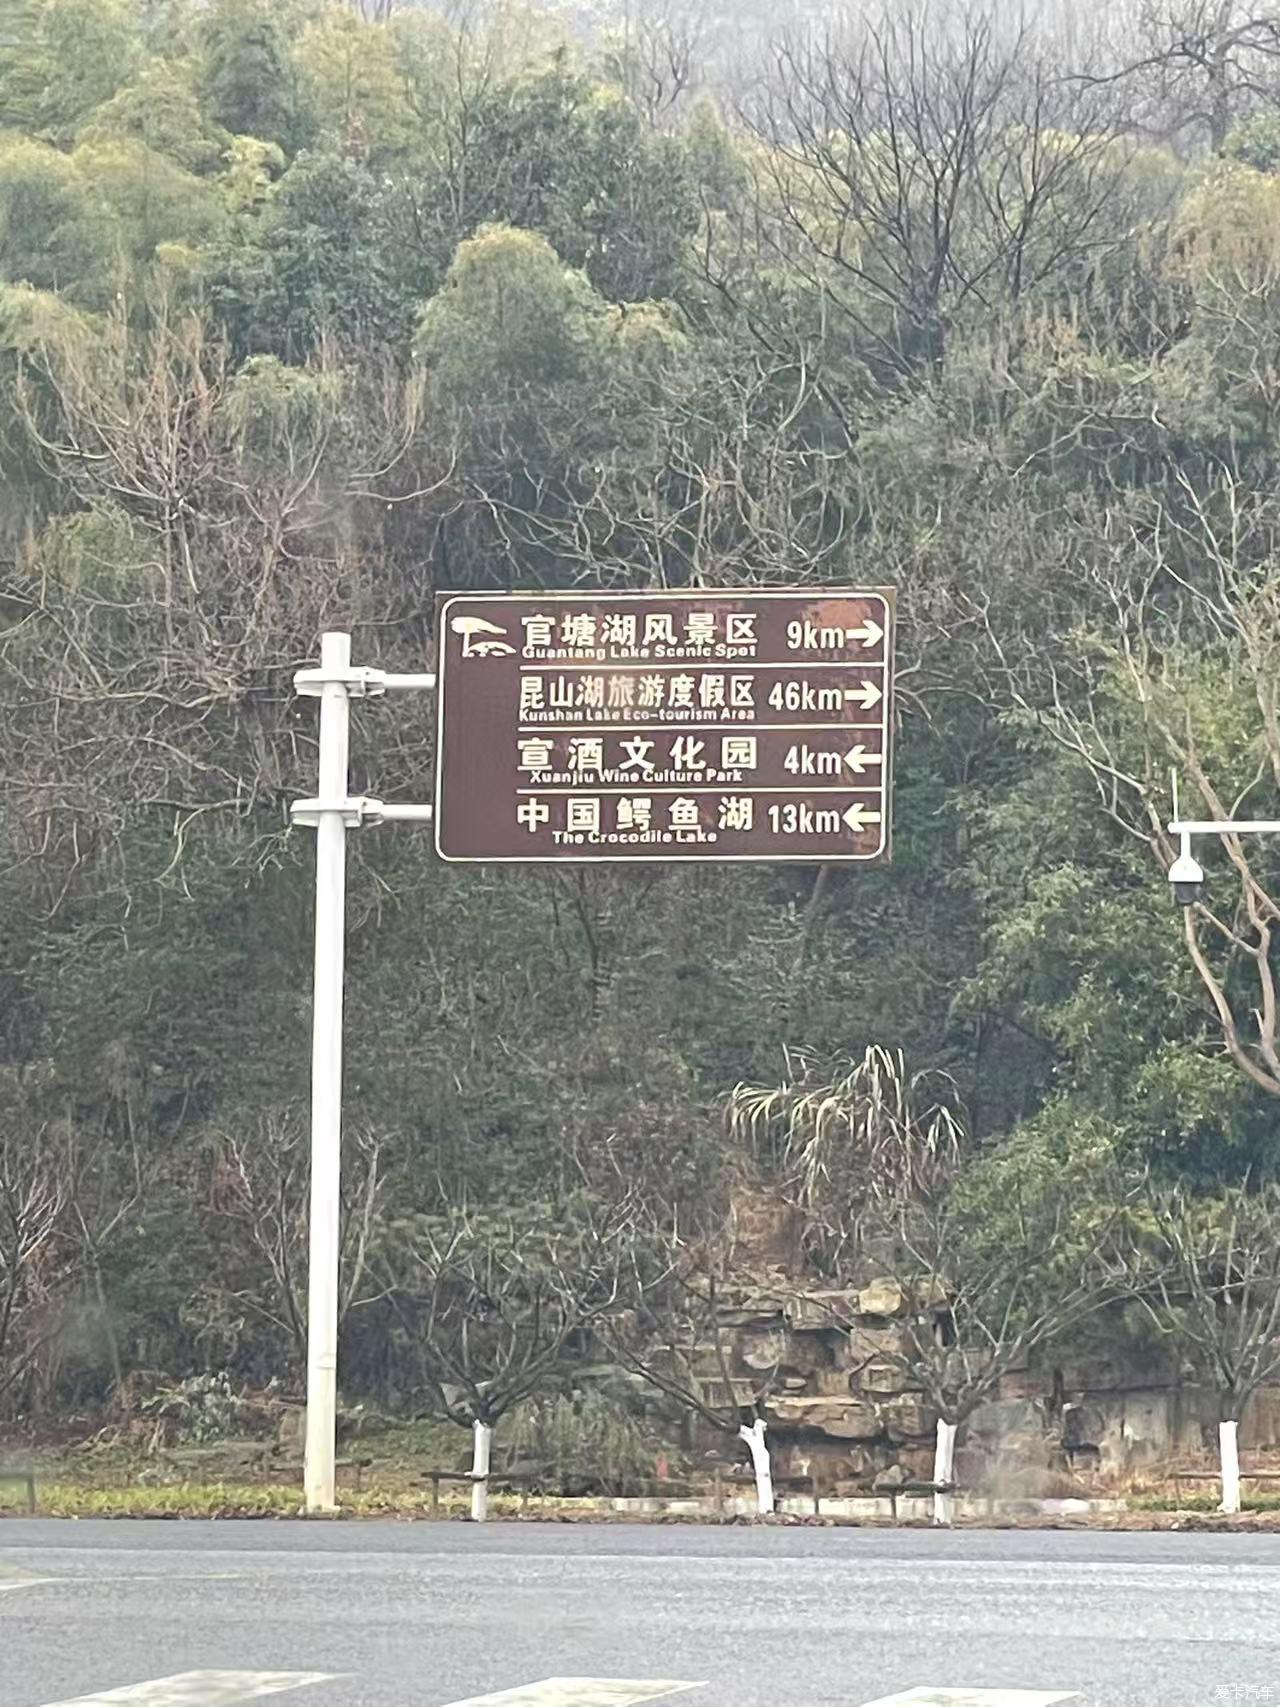 官塘湖风景区 9km→
Guantang Lake Scenic Spot
昆山湖旅游度假区 46km→
Kunshan Lake Eco-tourism Area
宣酒文化园 4km←
Xuanjiu Wine Culture Park
中国鳄鱼湖 13km←
The Crocodile Lake
爱卡汽车